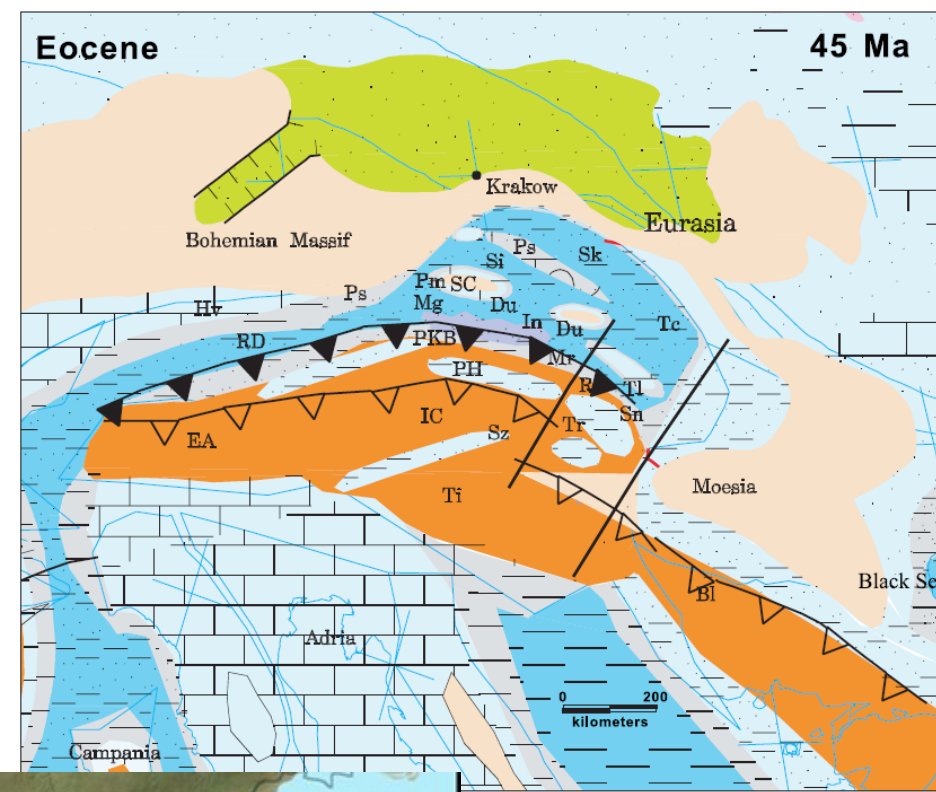 Eocene
45 Ma
Krakow
Eurasia
Bohemian Massif
Ps
Sk
Si
Pm
SC
Ps
Mg
Du
Hv
In
Du
Tc
RD
PKB
Mr
PH
Tl
Sn
IC
Sz
Tr
EA
Ti
Moesia
Black Se
Bl
Adria
0 200
kilometers
Campania